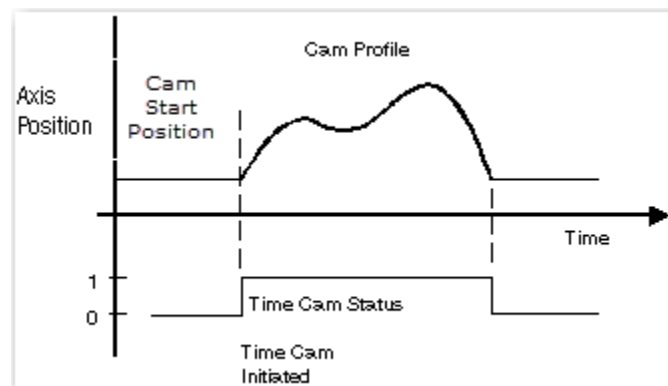 Cam Profile
Cam
Start
Position
Axis
Position
Time
1
0
Time Cam Status
Time Cam
Initiated